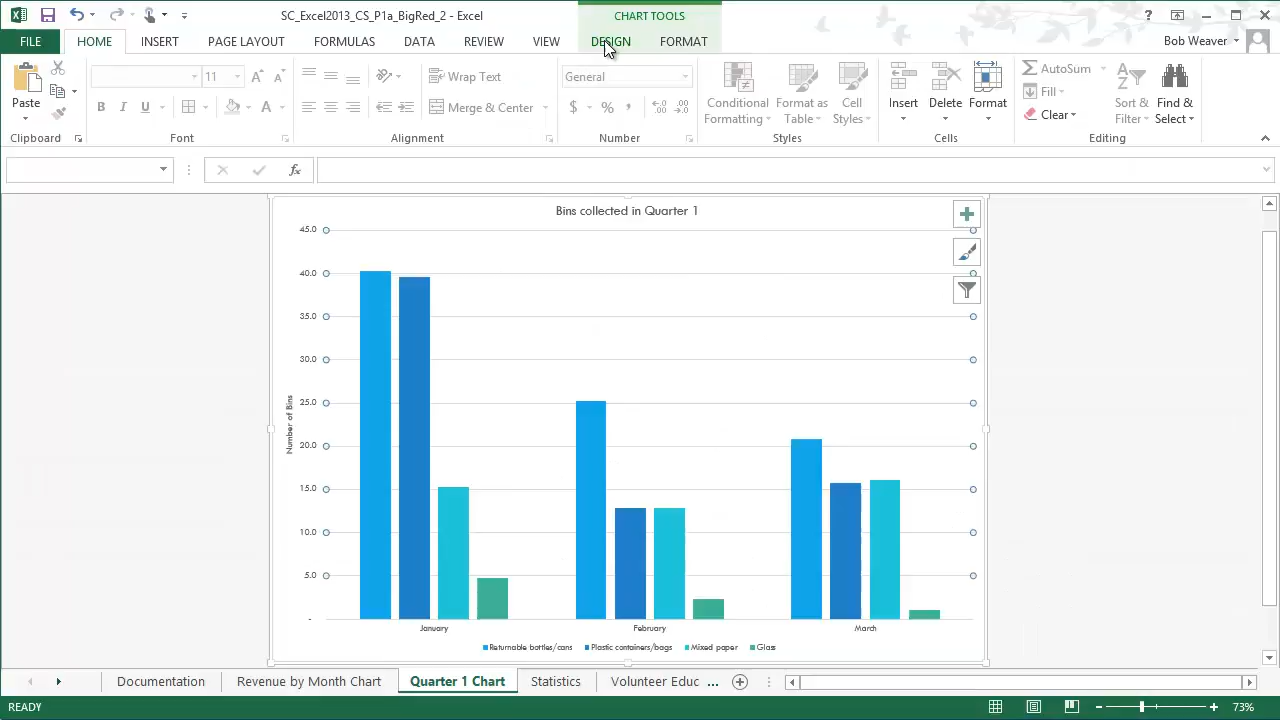 SC_Excel2013_CS_P1a_BigRed_2 - Excel
CHART TOOLS
?
FILE HOME INSERT PAGE LAYOUT FORMULAS DATA REVIEW VIEW DESIGN FORMAT Bob Weaver
Paste
11
A A
Wrap Text
General
Conditional Formatting
Format as Table
Cell Styles
Insert Delete Format
AutoSum
Fill
Clear
Sort & Filter
Find & Select
B I U A
Merge & Center
$ % ,
Clipboard Font Alignment Number Styles Cells Editing
fx
Bins collected in Quarter 1
45.0
40.0
35.0
30.0
25.0
20.0
15.0
10.0
5.0
-
Number of Bins
January February March
Returnable bottles/cans Plastic containers/bags Mixed paper Glass
Documentation Revenue by Month Chart Quarter 1 Chart Statistics Volunteer Educ ...
READY 73%